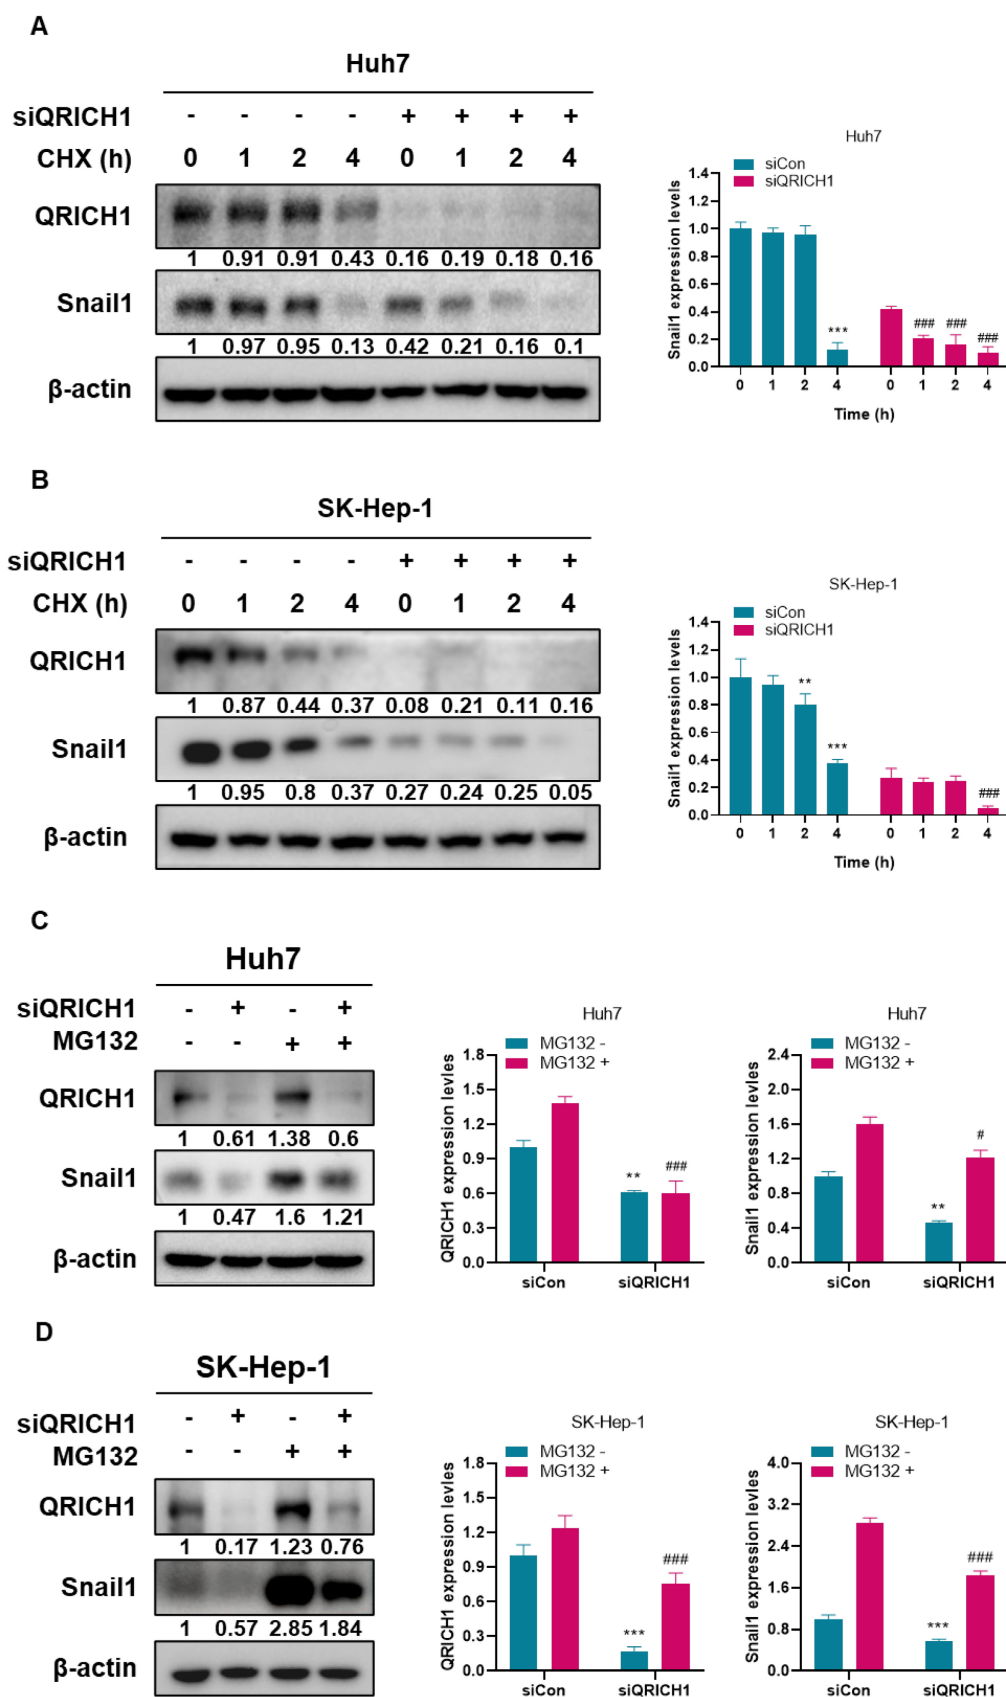 A
Huh7
siQRICH1 - - - - + + + +
CHX (h) 0 1 2 4 0 1 2 4
QRICH1
1 0.91 0.91 0.43 0.16 0.19 0.18 0.16
Snail1
1 0.97 0.95 0.13 0.42 0.21 0.16 0.1
β-actin
Huh7
siCon
siQRICH1
Snail1 expression levels
1.4
1.2
1.0
0.8
0.6
0.4
0.2
0.0
***
### ### ###
0 1 2 4 0 1 2 4
Time (h)
B
SK-Hep-1
siQRICH1 - - - - + + + +
CHX (h) 0 1 2 4 0 1 2 4
QRICH1
1 0.87 0.44 0.37 0.08 0.21 0.11 0.16
Snail1
1 0.95 0.8 0.37 0.27 0.24 0.25 0.05
β-actin
SK-Hep-1
siCon
siQRICH1
Snail1 expression levels
1.4
1.2
1.0
0.8
0.6
0.4
0.2
0.0
**
***
###
0 1 2 4 0 1 2 4
Time (h)
C
Huh7
siQRICH1 - + - +
MG132 - - + +
QRICH1
1 0.61 1.38 0.6
Snail1
1 0.47 1.6 1.21
β-actin
Huh7
MG132 -
MG132 +
QRICH1 expression levles
1.8
1.5
1.2
0.9
0.6
0.3
0.0
** ###
siCon siQRICH1
Huh7
MG132 -
MG132 +
Snail1 expression levles
2.4
2.0
1.6
1.2
0.8
0.4
0.0
** #
siCon siQRICH1
D
SK-Hep-1
siQRICH1 - + - +
MG132 - - + +
QRICH1
1 0.17 1.23 0.76
Snail1
1 0.57 2.85 1.84
β-actin
SK-Hep-1
MG132 -
MG132 +
QRICH1 expression levles
1.8
1.5
1.2
0.9
0.6
0.3
0.0
*** ###
siCon siQRICH1
SK-Hep-1
MG132 -
MG132 +
Snail1 expression levles
4.0
3.2
2.4
1.6
0.8
0.0
*** ###
siCon siQRICH1